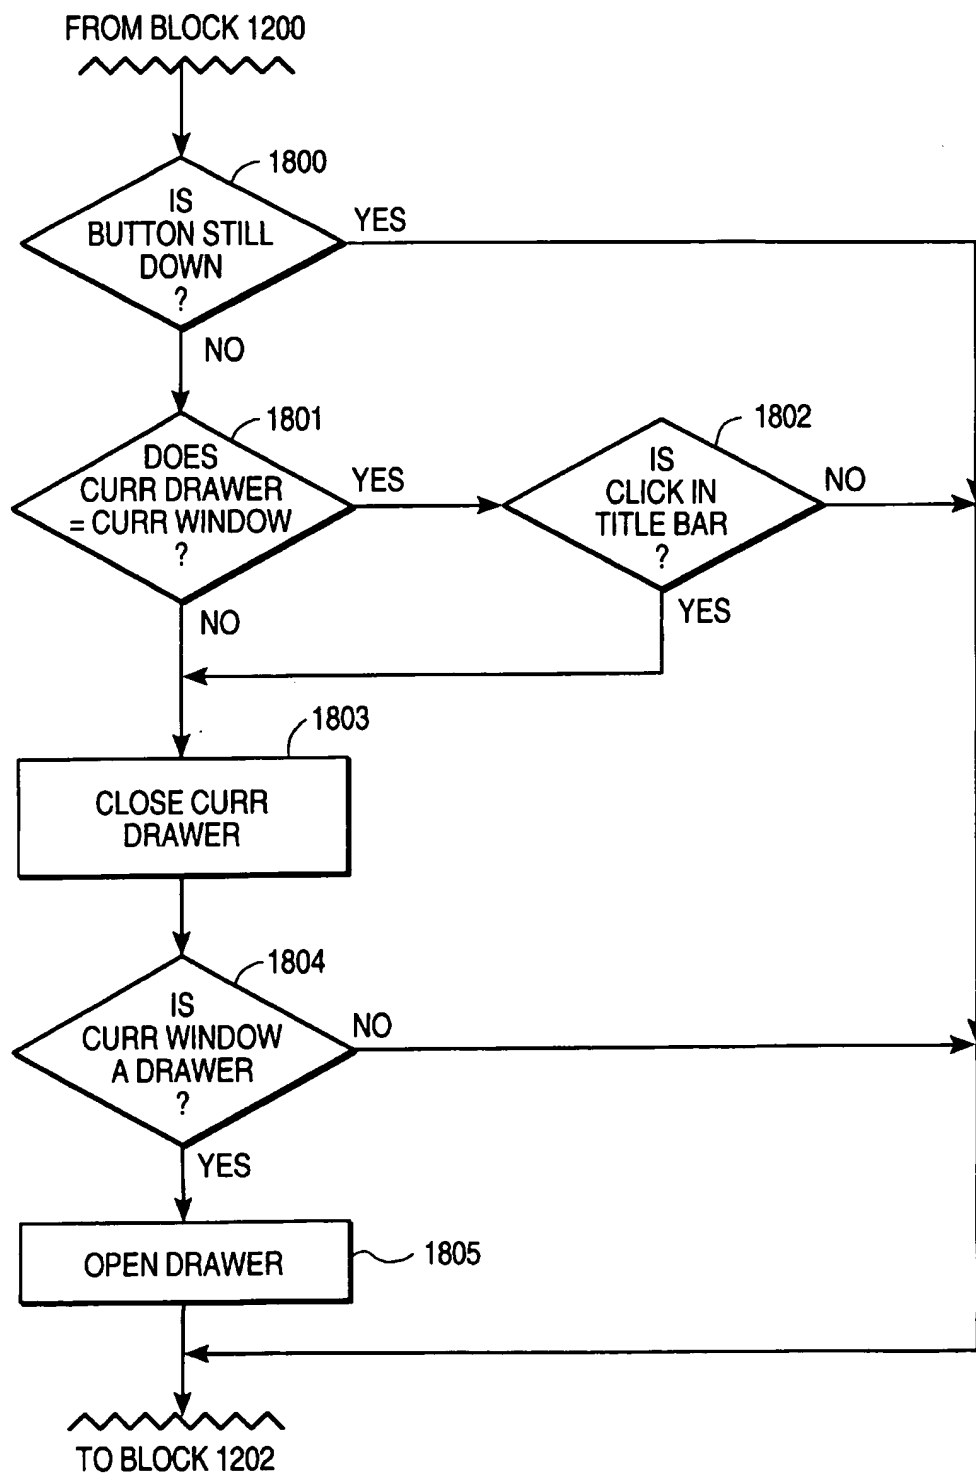 FROM BLOCK 1200
1800
IS
BUTTON STILL
DOWN
?
YES
NO
1801
DOES
CURR DRAWER
= CURR WINDOW
?
YES
NO
1802
IS
CLICK IN
TITLE BAR
?
NO
YES
1803
CLOSE CURR
DRAWER
1804
IS
CURR WINDOW
A DRAWER
?
NO
YES
OPEN DRAWER
1805
TO BLOCK 1202